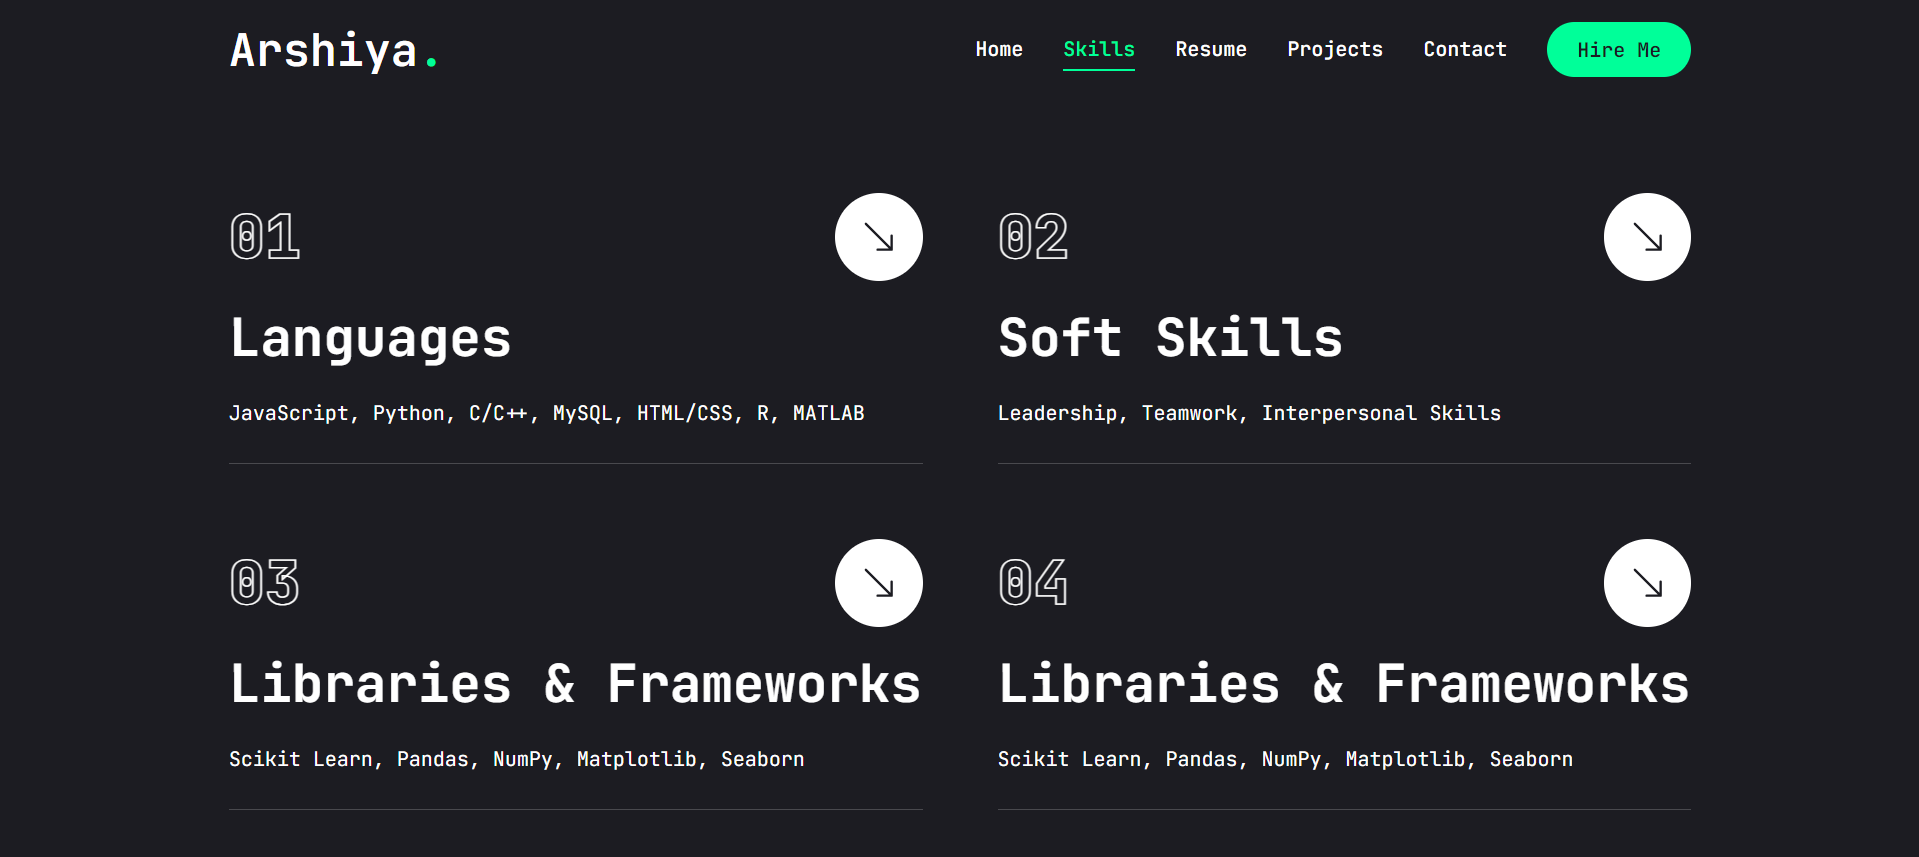 Arshiya.
Home Skills Resume Projects Contact Hire Me
01
Languages
JavaScript, Python, C/C++, MySQL, HTML/CSS, R, MATLAB
02
Soft Skills
Leadership, Teamwork, Interpersonal Skills
03
Libraries & Frameworks
Scikit Learn, Pandas, NumPy, Matplotlib, Seaborn
04
Libraries & Frameworks
Scikit Learn, Pandas, NumPy, Matplotlib, Seaborn